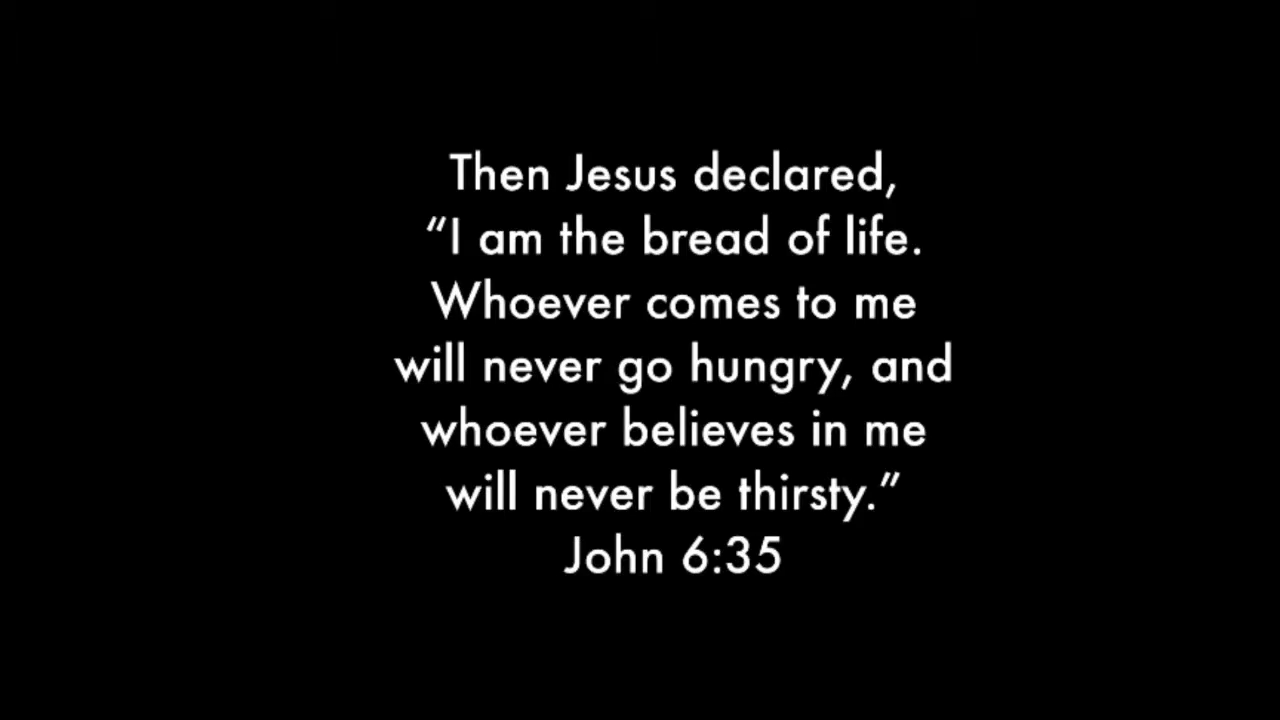 Then Jesus declared,
“I am the bread of life.
Whoever comes to me
will never go hungry, and
whoever believes in me
will never be thirsty.”
John 6:35